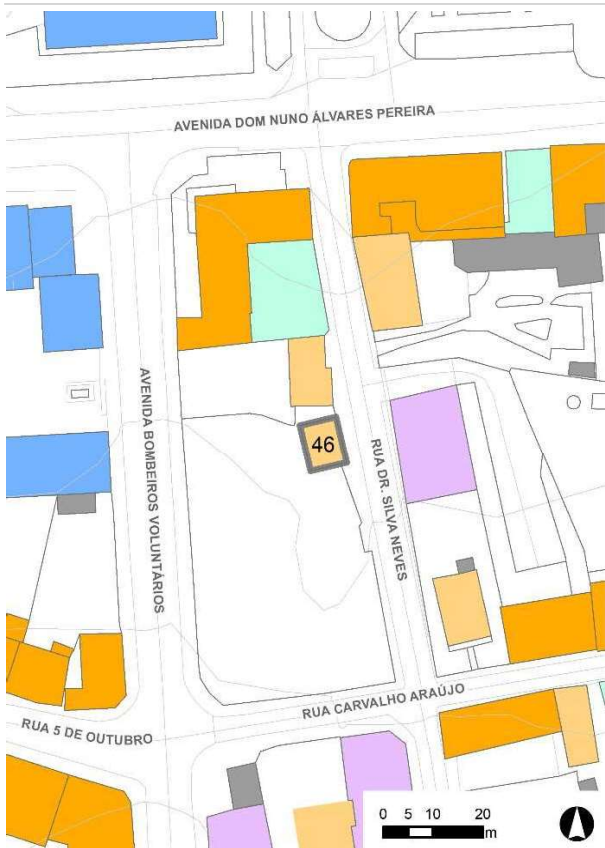 AVENIDA DOM NUNO ÁLVARES PEREIRA
AVENIDA BOMBEIROS VOLUNTÁRIOS
46
RUA DR. SILVA NEVES
RUA CARVALHO ARAÚJO
RUA 5 DE OUTUBRO
0 5 10 20
m